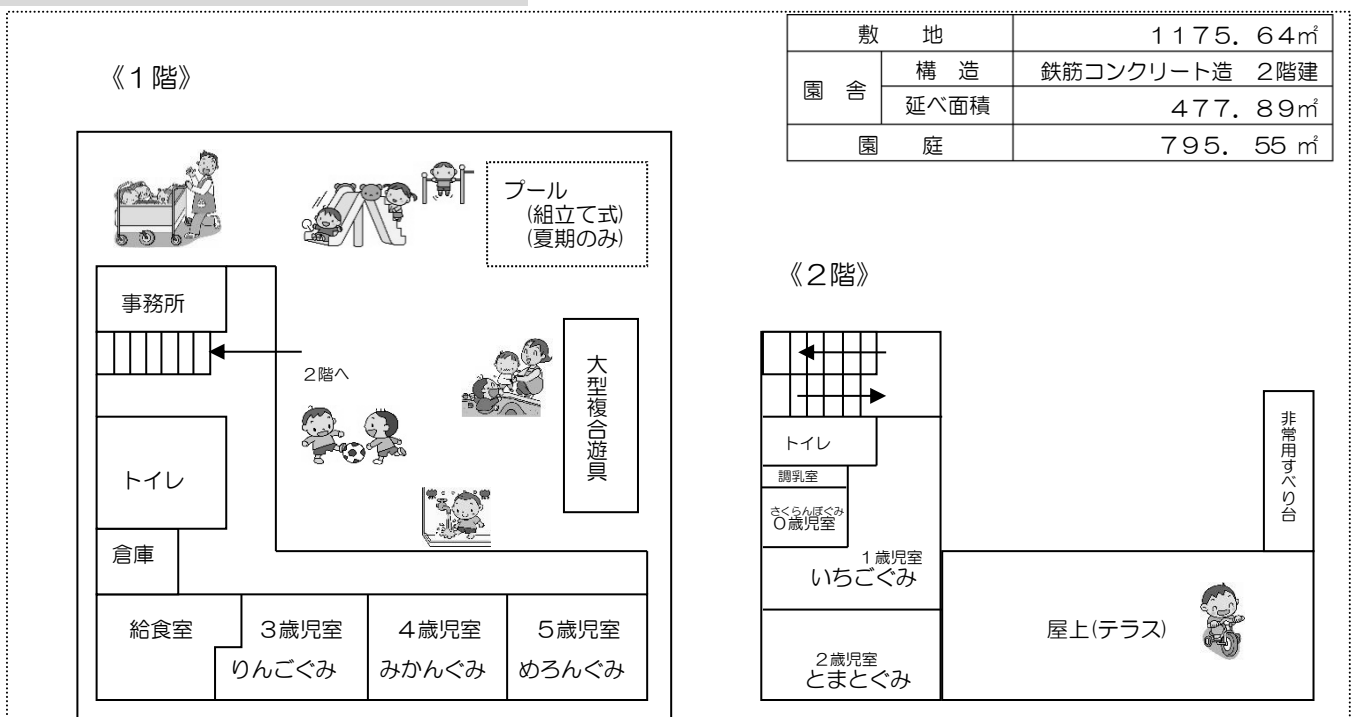 敷　地　１１７５．６４㎡
園　舎　構　造　鉄筋コンクリート造　２階建
延べ面積　４７７．８９㎡
園　庭　７９５．５５㎡
《１階》
プール
(組立て式)
(夏期のみ)
事務所
２階へ
大型複合遊具
トイレ
倉庫
給食室
３歳児室
りんごぐみ
４歳児室
みかんぐみ
５歳児室
めろんぐみ
《２階》
トイレ
調乳室
さくらんぼぐみ
０歳児室
１歳児室
いちごぐみ
２歳児室
とまとぐみ
屋上(テラス)
非常用すべり台